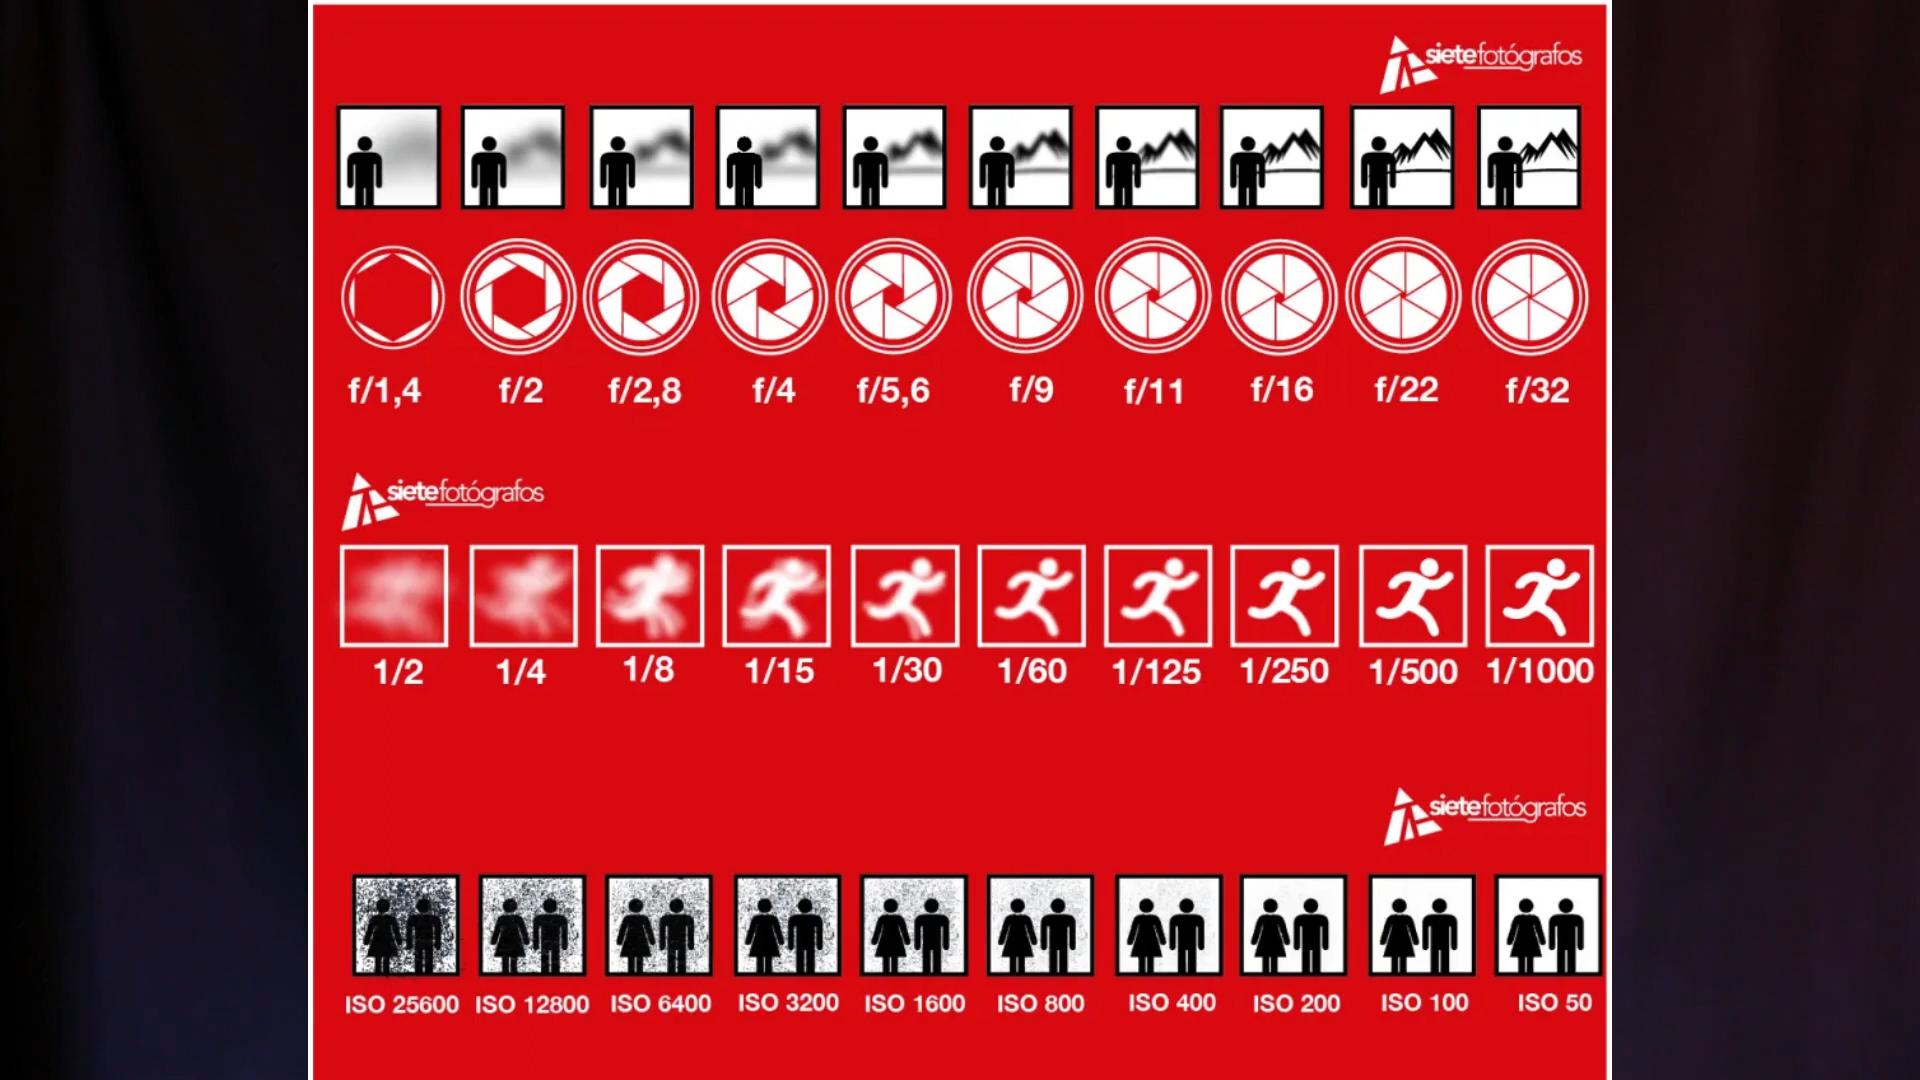 sietefotógrafos
f/1,4 f/2 f/2,8 f/4 f/5,6 f/9 f/11 f/16 f/22 f/32
sietefotógrafos
1/2 1/4 1/8 1/15 1/30 1/60 1/125 1/250 1/500 1/1000
sietefotógrafos
ISO 25600 ISO 12800 ISO 6400 ISO 3200 ISO 1600 ISO 800 ISO 400 ISO 200 ISO 100 ISO 50